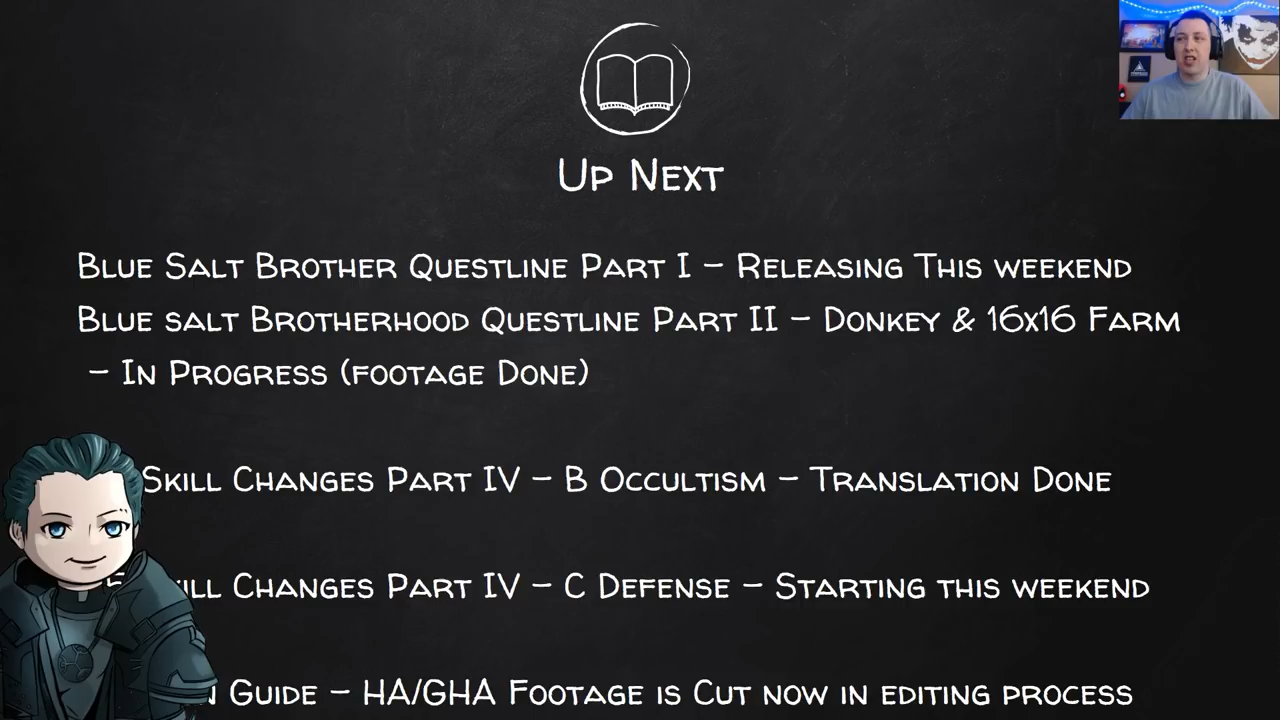 Up Next
Blue Salt Brother Questline Part I – Releasing This weekend
Blue salt Brotherhood Questline Part II – Donkey & 16x16 Farm
– In Progress (footage Done)
Skill Changes Part IV – B Occultism – Translation Done
Changes Part IV – C Defense – Starting this weekend
Guide – HA/GHA Footage is Cut now in editing process